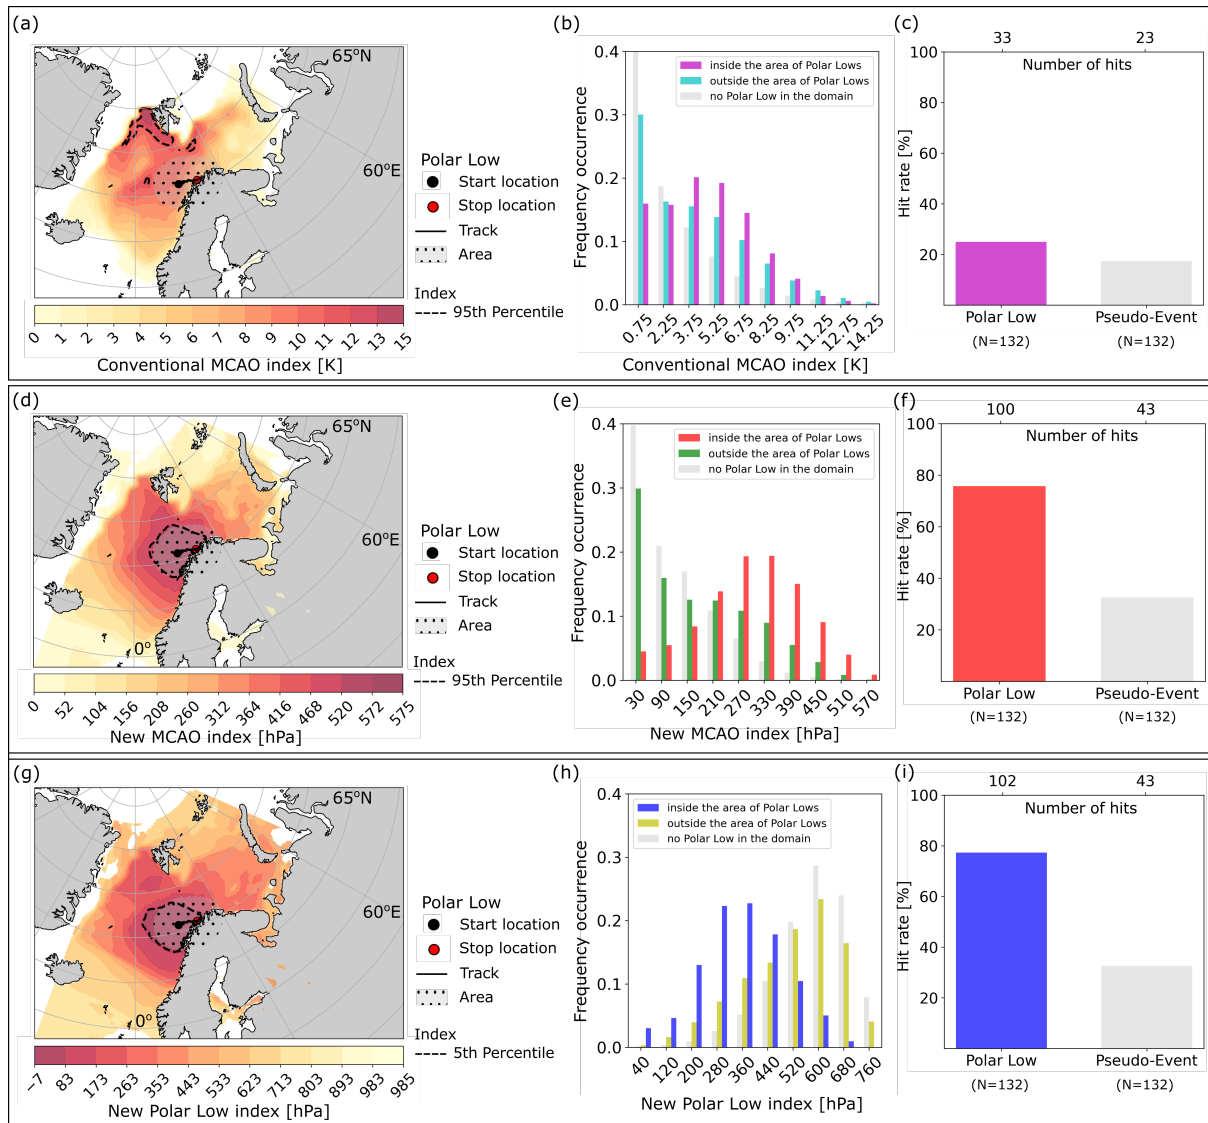 (a)
65°N
60°E
Polar Low
Start location
Stop location
Track
Area
Index
95th Percentile
0 1 2 3 4 5 6 7 8 9 10 11 13 14 15
Conventional MCAO index [K]
(b)
Frequency occurrence
0.4
0.3
0.2
0.1
0.0
inside the area of Polar Lows
outside the area of Polar Lows
no Polar Low in the domain
0.75 2.25 3.75 5.25 6.75 8.25 9.75 11.25 12.75 14.25
Conventional MCAO index [K]
(c)
33 23
Number of hits
Hit rate [%]
100
80
60
40
20
Polar Low Pseudo-Event
(N=132) (N=132)
(d)
65°N
60°E
0°
Polar Low
Start location
Stop location
Track
Area
Index
95th Percentile
0 52 104 156 208 260 312 364 416 468 520 572 575
New MCAO index [hPa]
(e)
Frequency occurrence
0.4
0.3
0.2
0.1
0.0
inside the area of Polar Lows
outside the area of Polar Lows
no Polar Low in the domain
30 90 150 210 270 330 390 450 510 570
New MCAO index [hPa]
(f)
100 43
Number of hits
Hit rate [%]
100
80
60
40
20
Polar Low Pseudo-Event
(N=132) (N=132)
(g)
65°N
60°E
0°
Polar Low
Start location
Stop location
Track
Area
Index
5th Percentile
−7 83 173 263 353 443 533 623 713 803 893 983 985
New Polar Low index [hPa]
(h)
Frequency occurrence
0.4
0.3
0.2
0.1
0.0
inside the area of Polar Lows
outside the area of Polar Lows
no Polar Low in the domain
40 120 200 280 360 440 520 600 680 760
New Polar Low index [hPa]
(i)
102 43
Number of hits
Hit rate [%]
100
80
60
40
20
Polar Low Pseudo-Event
(N=132) (N=132)